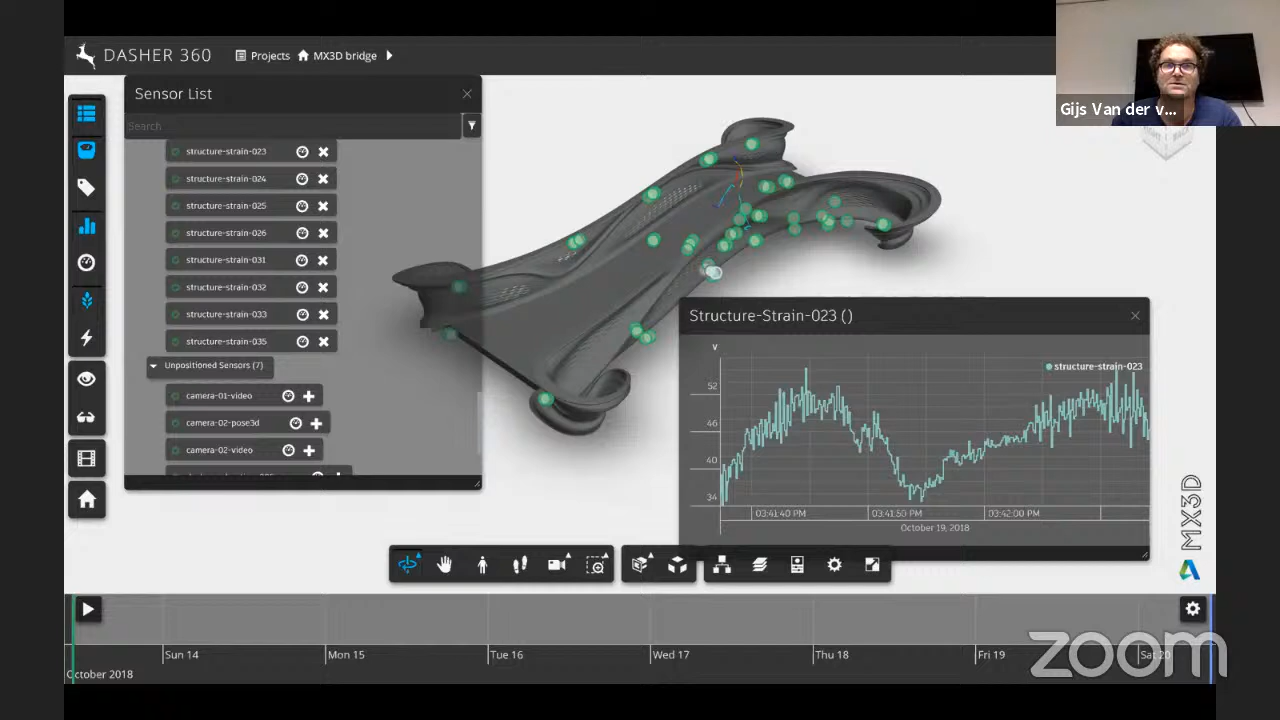 DASHER 360
Projects
MX3D bridge
Gijs Van der v...
Sensor List
Search
structure-strain-023
structure-strain-024
structure-strain-025
structure-strain-026
structure-strain-031
structure-strain-032
structure-strain-033
structure-strain-035
Unpositioned Sensors (7)
camera-01-video
camera-02-pose3d
camera-02-video
Structure-Strain-023 ()
V
structure-strain-023
52
46
40
34
03:41:40 PM
03:41:50 PM
03:42:00 PM
October 19, 2018
MX3D
Sun 14
Mon 15
Tue 16
Wed 17
Thu 18
Fri 19
Sat 20
October 2018
zoom